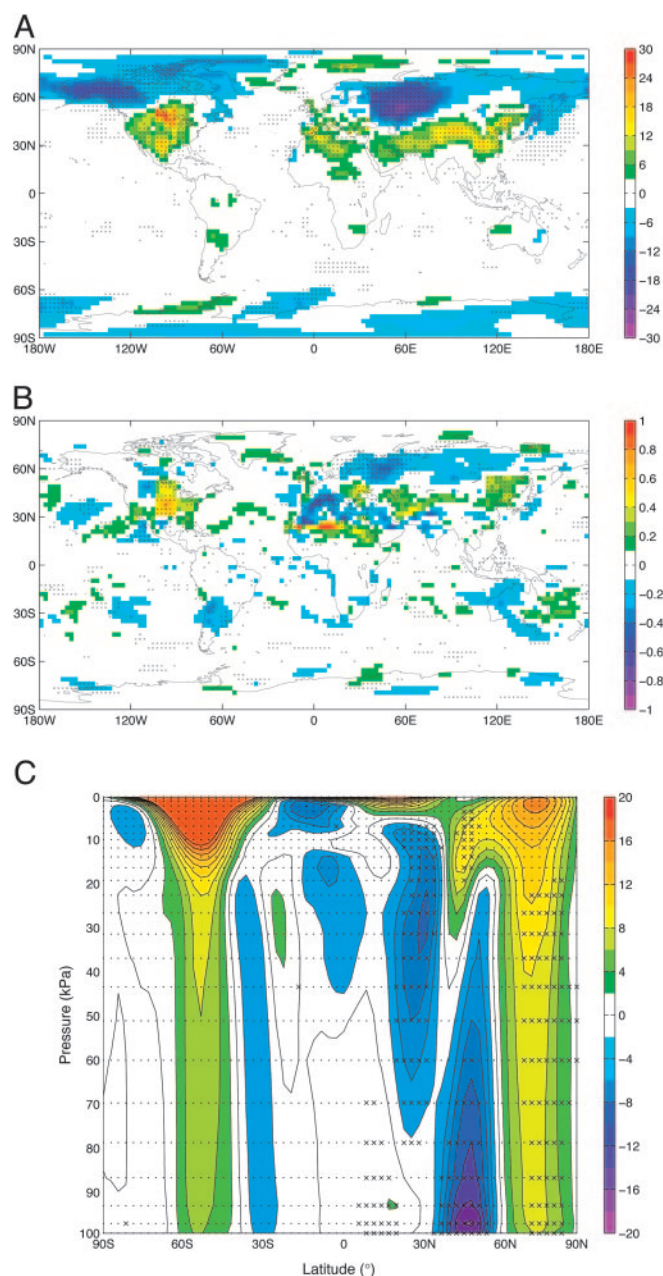 A
90N
60N
30N
0
30S
60S
90S
180W
120W
60W
0
60E
120E
180E
30
24
18
12
6
0
-6
-12
-18
-24
-30
B
90N
60N
30N
0
30S
60S
90S
180W
120W
60W
0
60E
120E
180E
1
0.8
0.6
0.4
0.2
0
-0.2
-0.4
-0.6
-0.8
-1
C
Pressure (kPa)
0
10
20
30
40
50
60
70
80
90
100
90S
60S
30S
0
30N
60N
90N
Latitude (°)
20
16
12
8
4
2
0
-2
-4
-8
-12
-16
-20